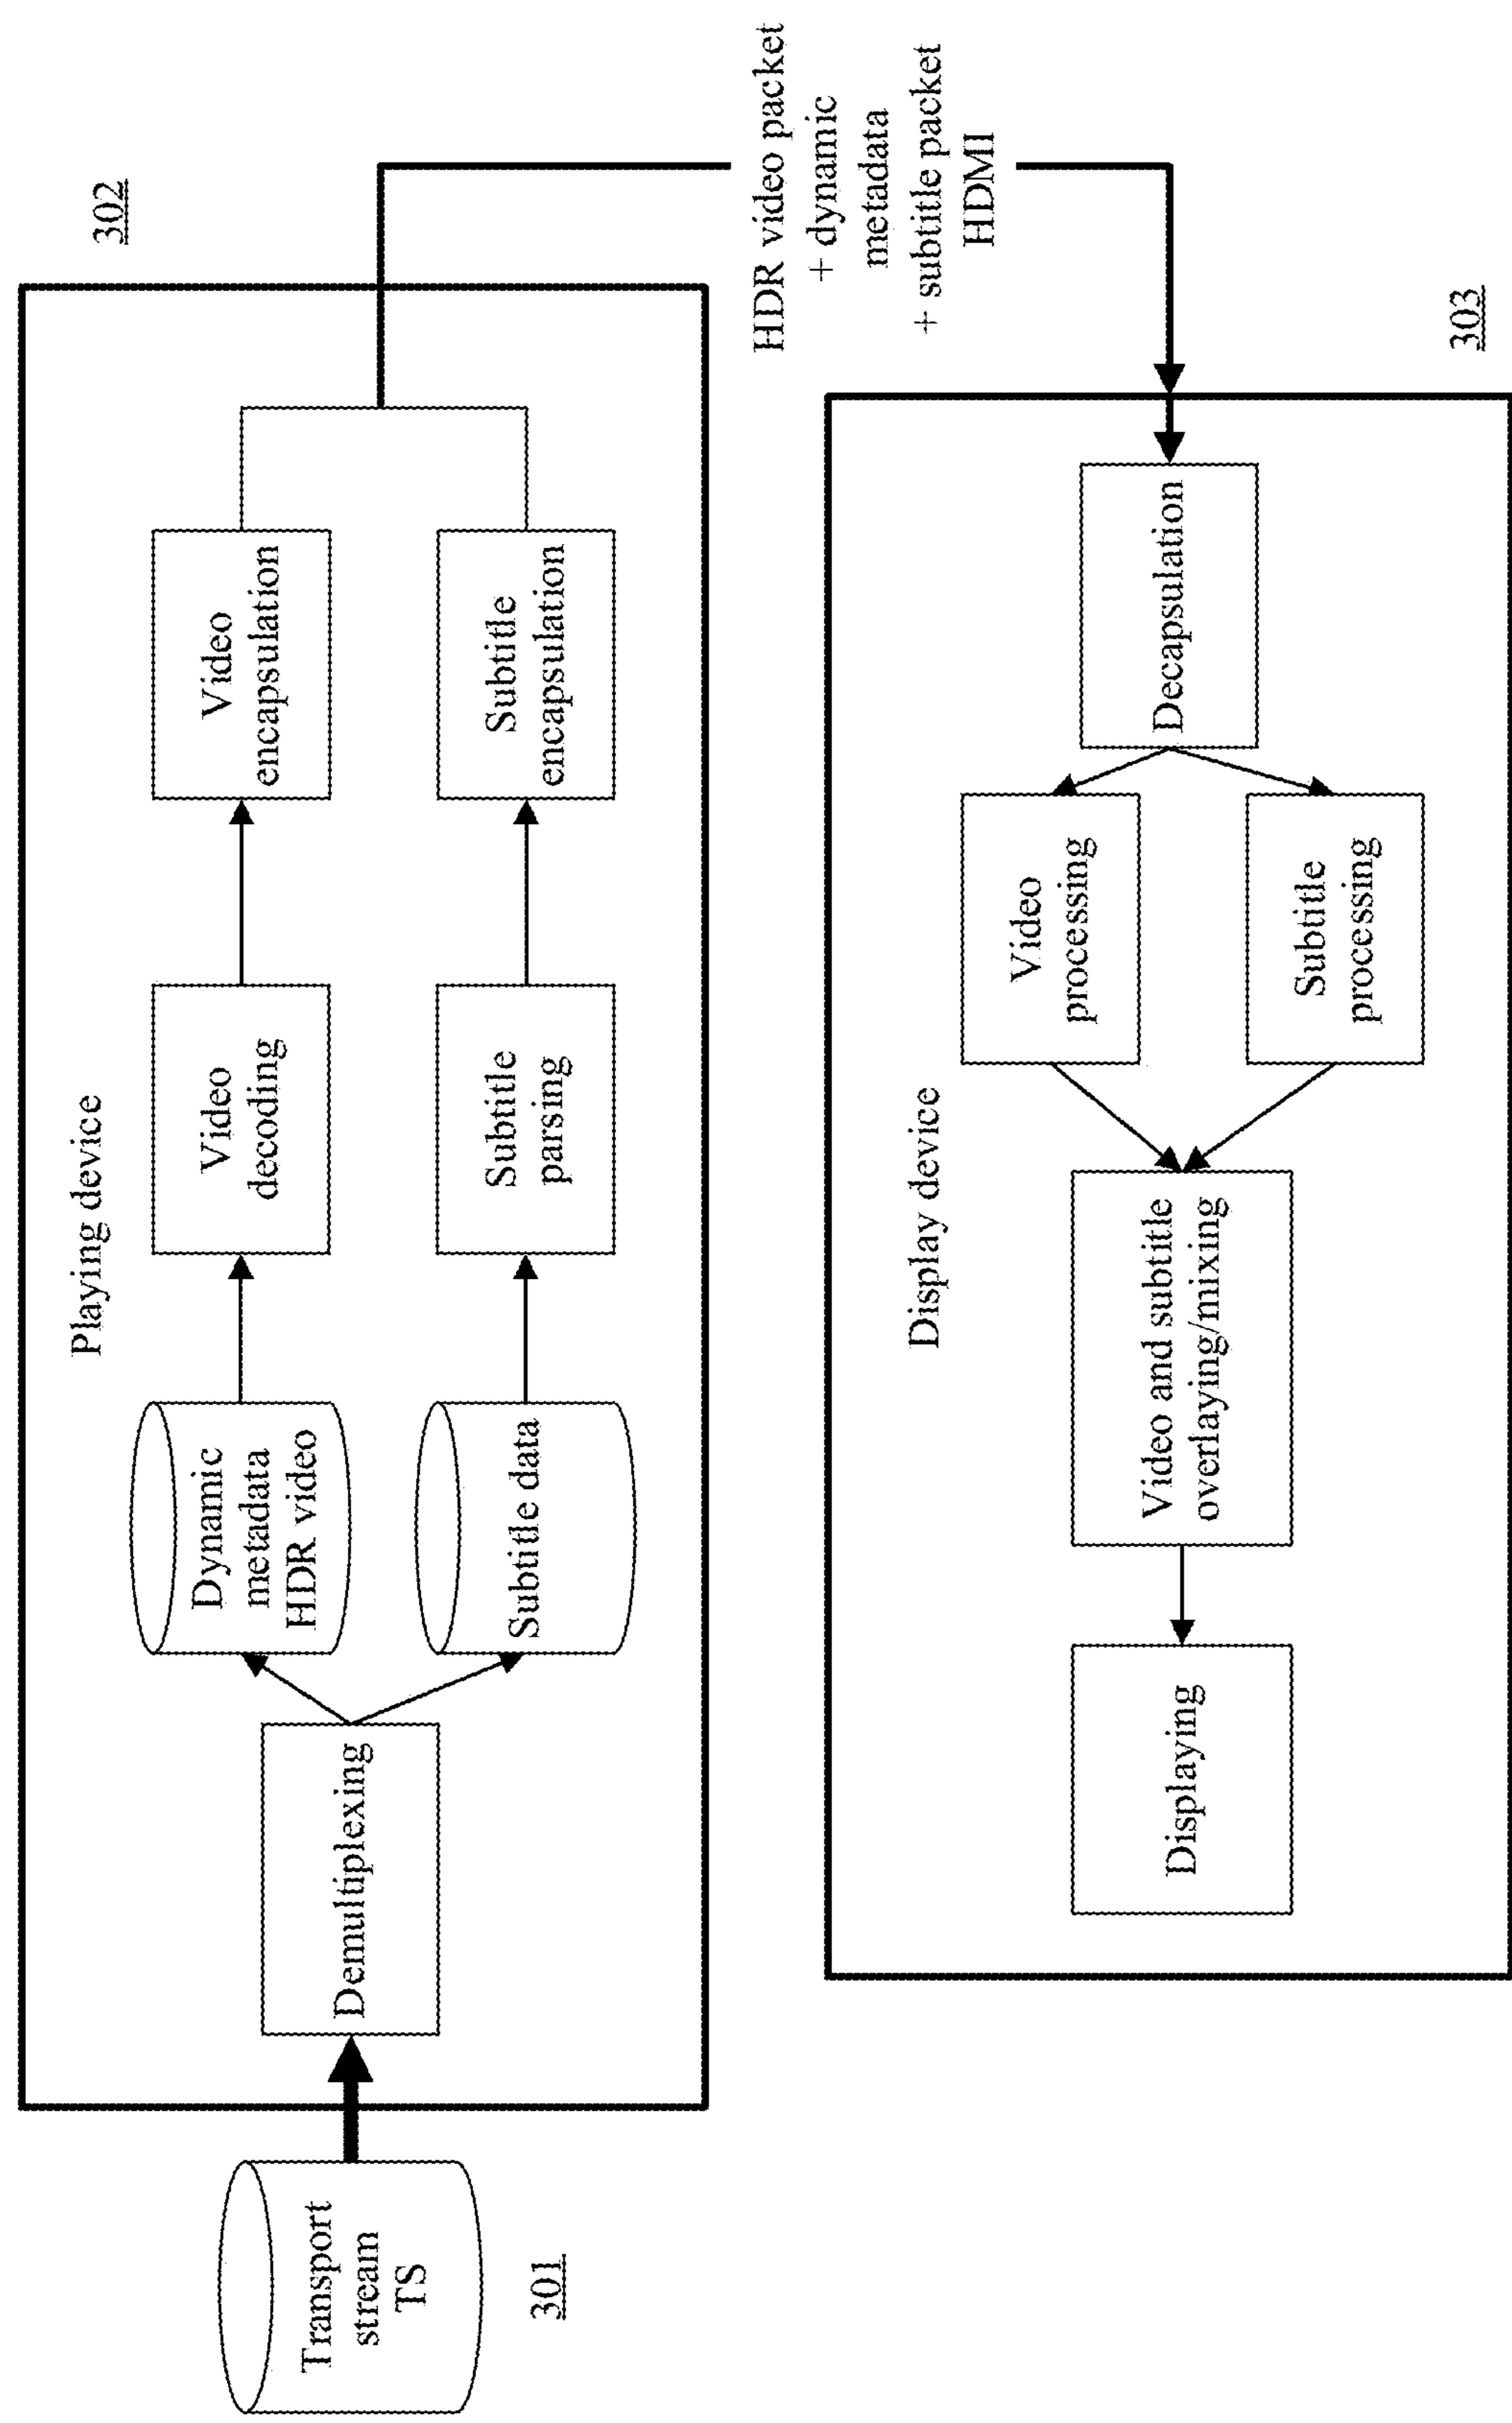 Transport
stream
TS
301
302
Playing device
Demultiplexing
Dynamic
metadata
HDR video
Subtitle data
Video
decoding
Subtitle
parsing
Video
encapsulation
Subtitle
encapsulation
HDR video packet
+ dynamic
metadata
+ subtitle packet
HDMI
303
Display device
Decapsulation
Video
processing
Subtitle
processing
Video and subtitle
overlaying/mixing
Displaying